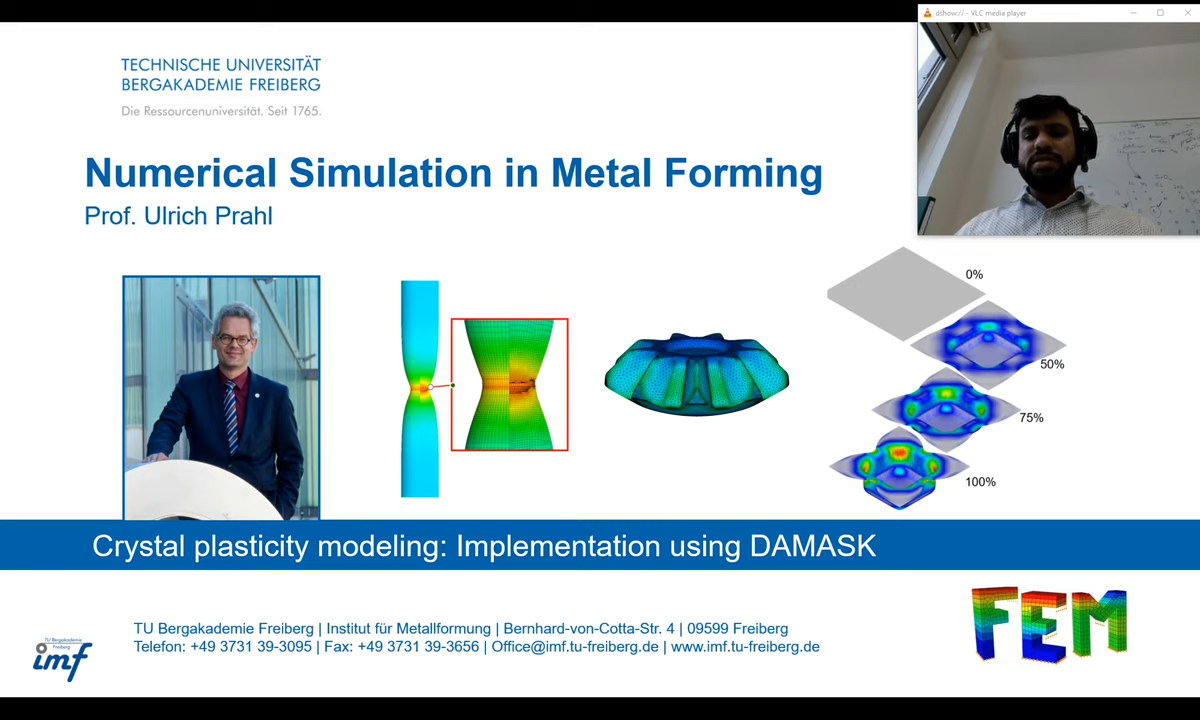 dshow:// - VLC media player
TECHNISCHE UNIVERSITÄT
BERGAKADEMIE FREIBERG
Die Ressourcenuniversität. Seit 1765.
Numerical Simulation in Metal Forming
Prof. Ulrich Prahl
0%
50%
75%
100%
Crystal plasticity modeling: Implementation using DAMASK
TU Bergakademie Freiberg | Institut für Metallformung | Bernhard-von-Cotta-Str. 4 | 09599 Freiberg
Telefon: +49 3731 39-3095 | Fax: +49 3731 39-3656 | Office@imf.tu-freiberg.de | www.imf.tu-freiberg.de
TU Bergakademie
Freiberg
imf
FEM